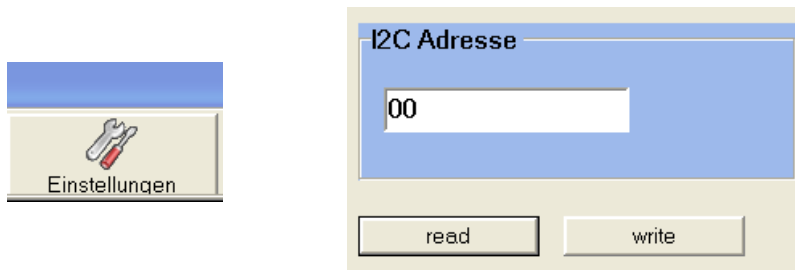 Einstellungen
I2C Adresse
00
read
write